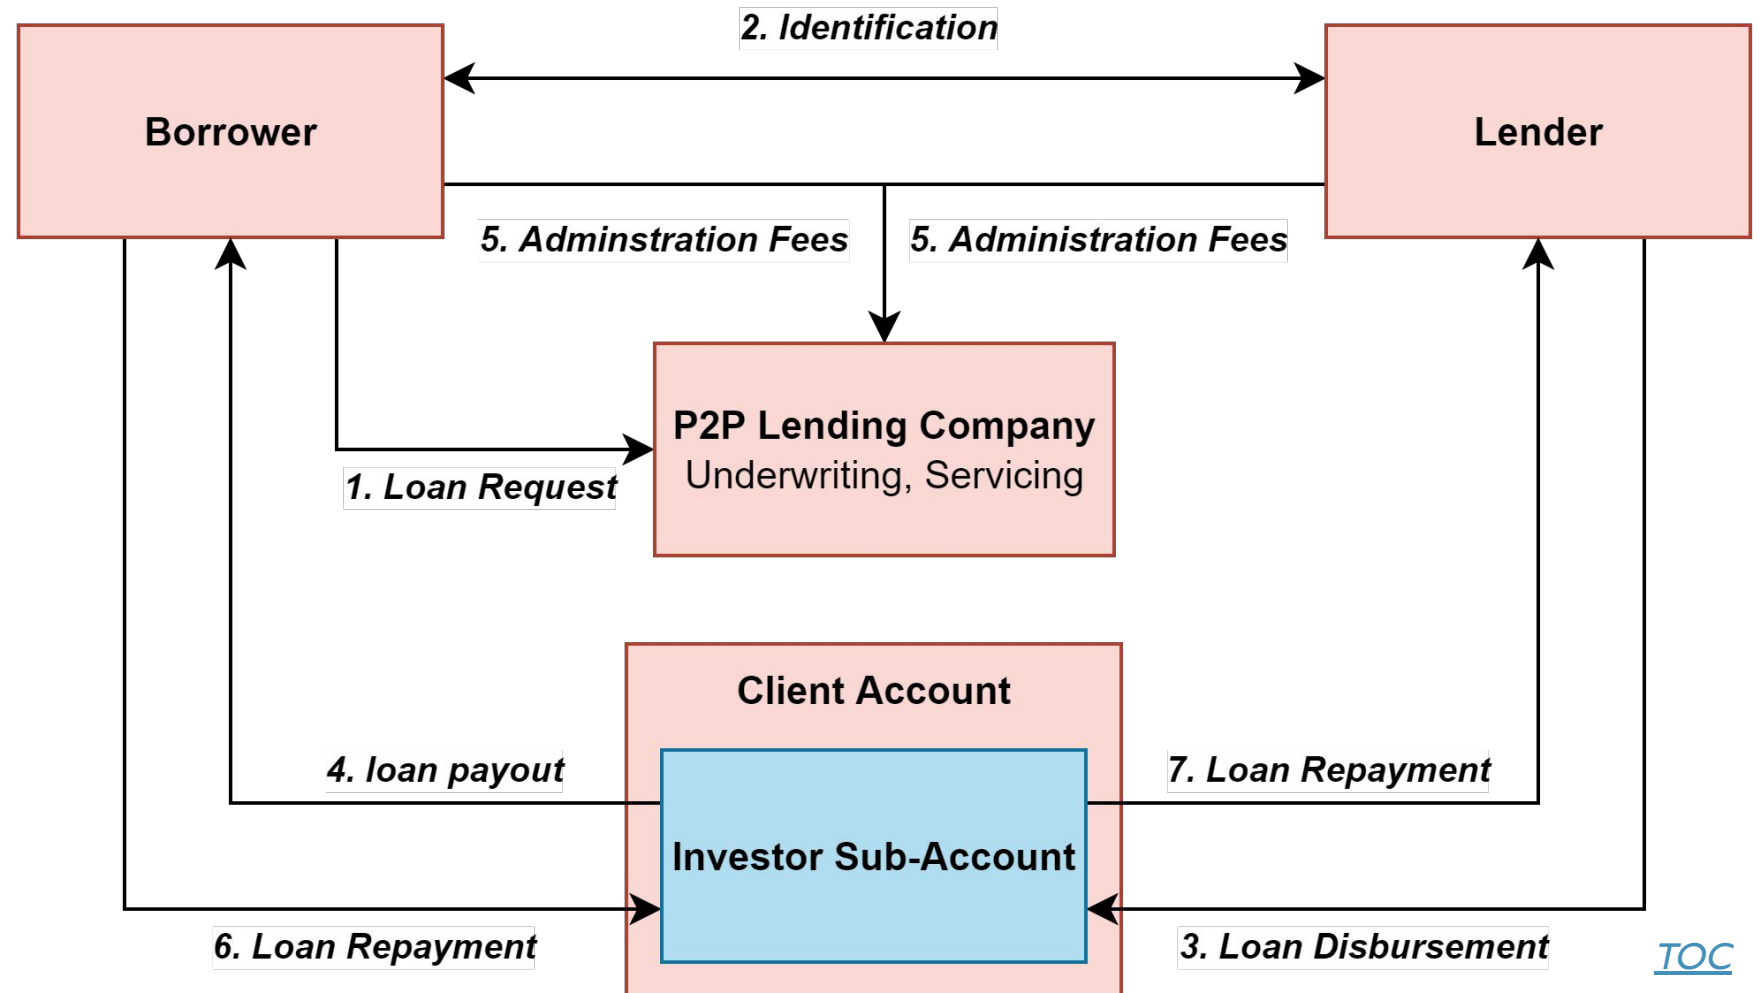 2. Identification
Borrower
Lender
5. Adminstration Fees
5. Administration Fees
P2P Lending Company
Underwriting, Servicing
1. Loan Request
Client Account
4. loan payout
7. Loan Repayment
Investor Sub-Account
6. Loan Repayment
3. Loan Disbursement
TOC